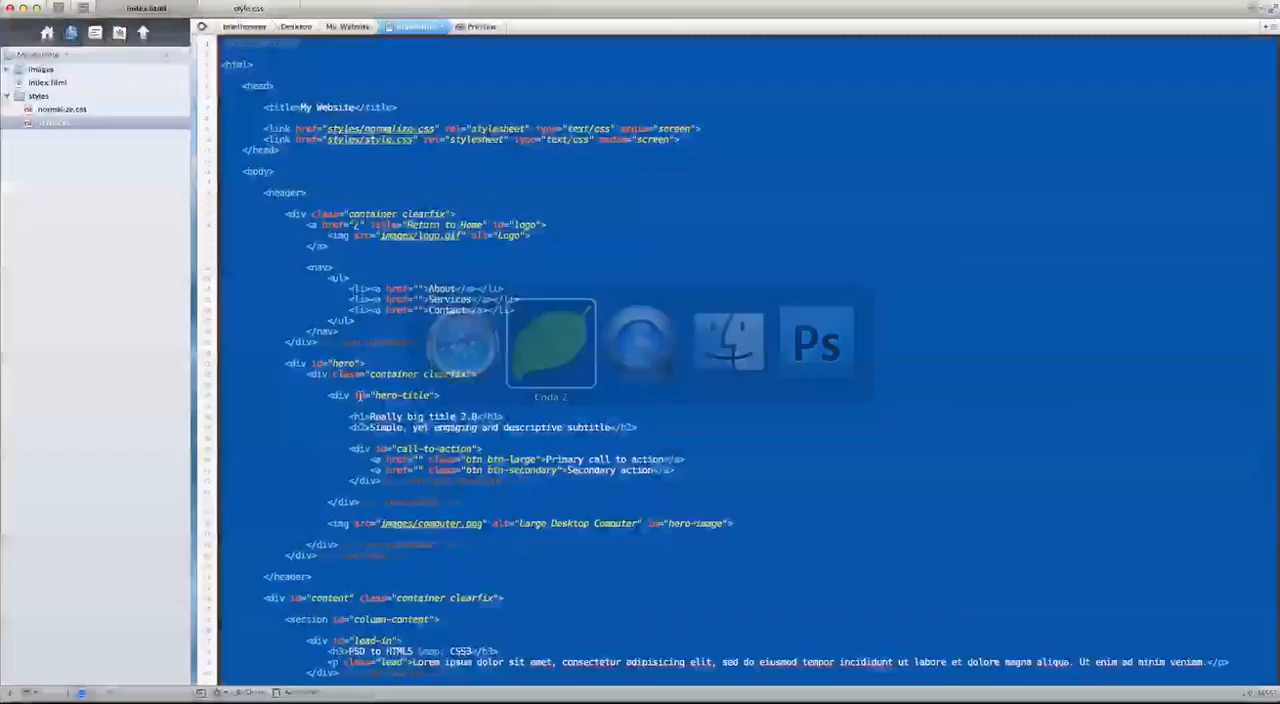 index.html
style.css
Desktop
My Website
Preview
images
index.html
styles
normalize.css
<html>
<head>
<title>My Website</title>
<link href="styles/normalize.css" rel="stylesheet" type="text/css" media="screen">
<link href="styles/style.css" rel="stylesheet" type="text/css" media="screen">
</head>
<body>
<header>
<div class="container clearfix">
<a href="/" title="Return to Home" id="logo">
<img src="images/logo.gif" alt="Logo">
</a>
<nav>
<ul>
<li><a href="">About</a></li>
<li><a href="">Services</a></li>
<li><a href="">Contact</a></li>
</ul>
</nav>
</div>
<div id="hero">
<div class="container clearfix">
<div id="hero-title">
<h1>Really big title 2.0</h1>
<h2>Simple, yet engaging and descriptive subtitle</h2>
<div id="call-to-action">
<a href="" class="btn btn-large">Primary call to action</a>
<a href="" class="btn btn-secondary">Secondary action</a>
</div>
</div>
<img src="images/computer.png" alt="Large Desktop Computer" id="hero-image">
</div>
</div>
</header>
<div id="content" class="container clearfix">
<section id="column-content">
<div id="lead-in">
<h3>PSD to HTML5 &amp; CSS3</h3>
<p class="lead">Lorem ipsum dolor sit amet, consectetur adipisicing elit, sed do eiusmod tempor incididunt ut labore et dolore magna aliqua. Ut enim ad minim veniam.</p>
</div>
Ps
Coda 2